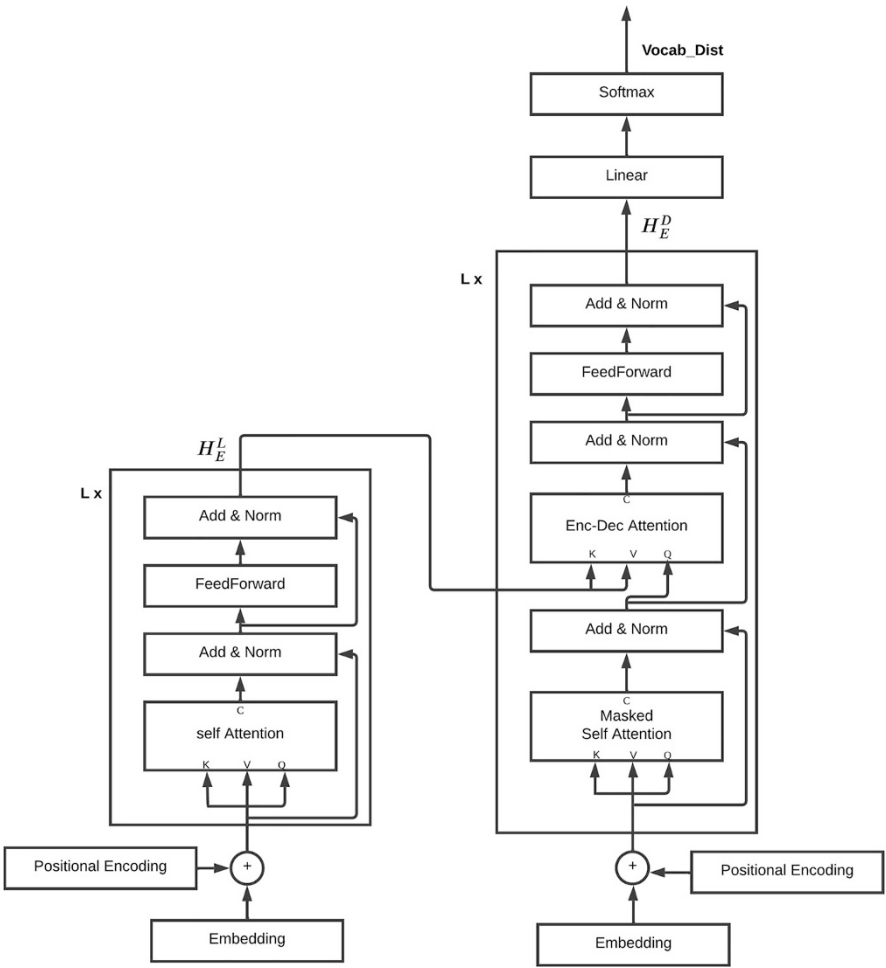 Vocab_Dist
Softmax
Linear
H_E^D
L x
Add & Norm
FeedForward
Add & Norm
C
Enc-Dec Attention
K V Q
Add & Norm
C
Masked
Self Attention
K V Q
+
Positional Encoding
Embedding
H_E^L
L x
Add & Norm
FeedForward
Add & Norm
C
self Attention
K V Q
Positional Encoding
+
Embedding